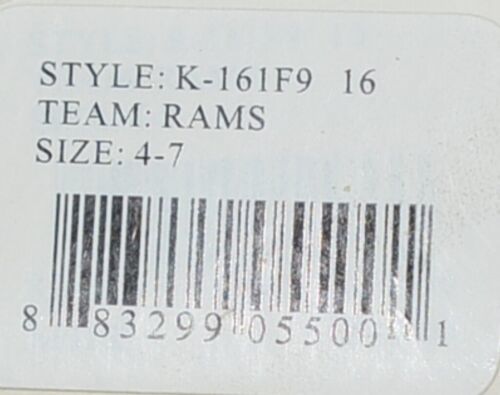 STYLE: K-161F9 16
TEAM: RAMS
SIZE: 4-7
8 83299 05500 1